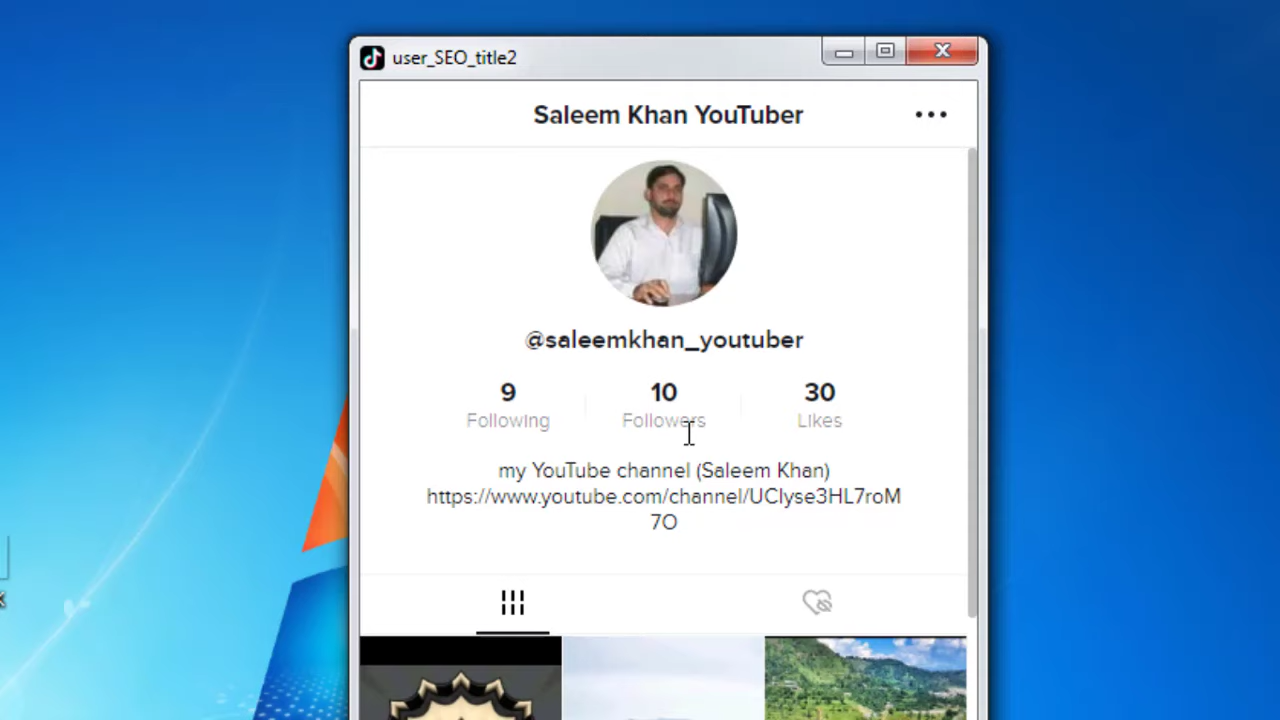 user_SEO_title2
Saleem Khan YouTuber
@saleemkhan_youtuber
9 10 30
Following Followers Likes
my YouTube channel (Saleem Khan)
https://www.youtube.com/channel/UClyse3HL7roM
7O